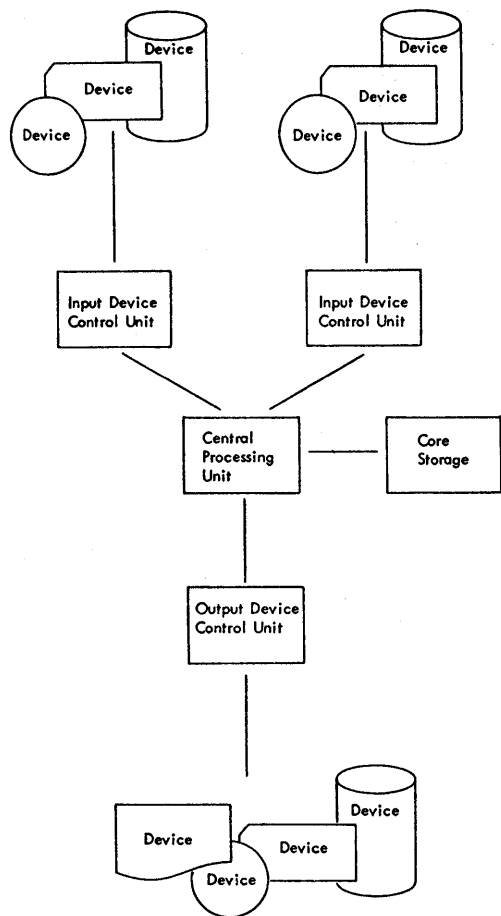 Device
Device
Device
Device
Device
Device
Input Device
Control Unit
Input Device
Control Unit
Central
Processing
Unit
Core
Storage
Output Device
Control Unit
Device
Device
Device
Device